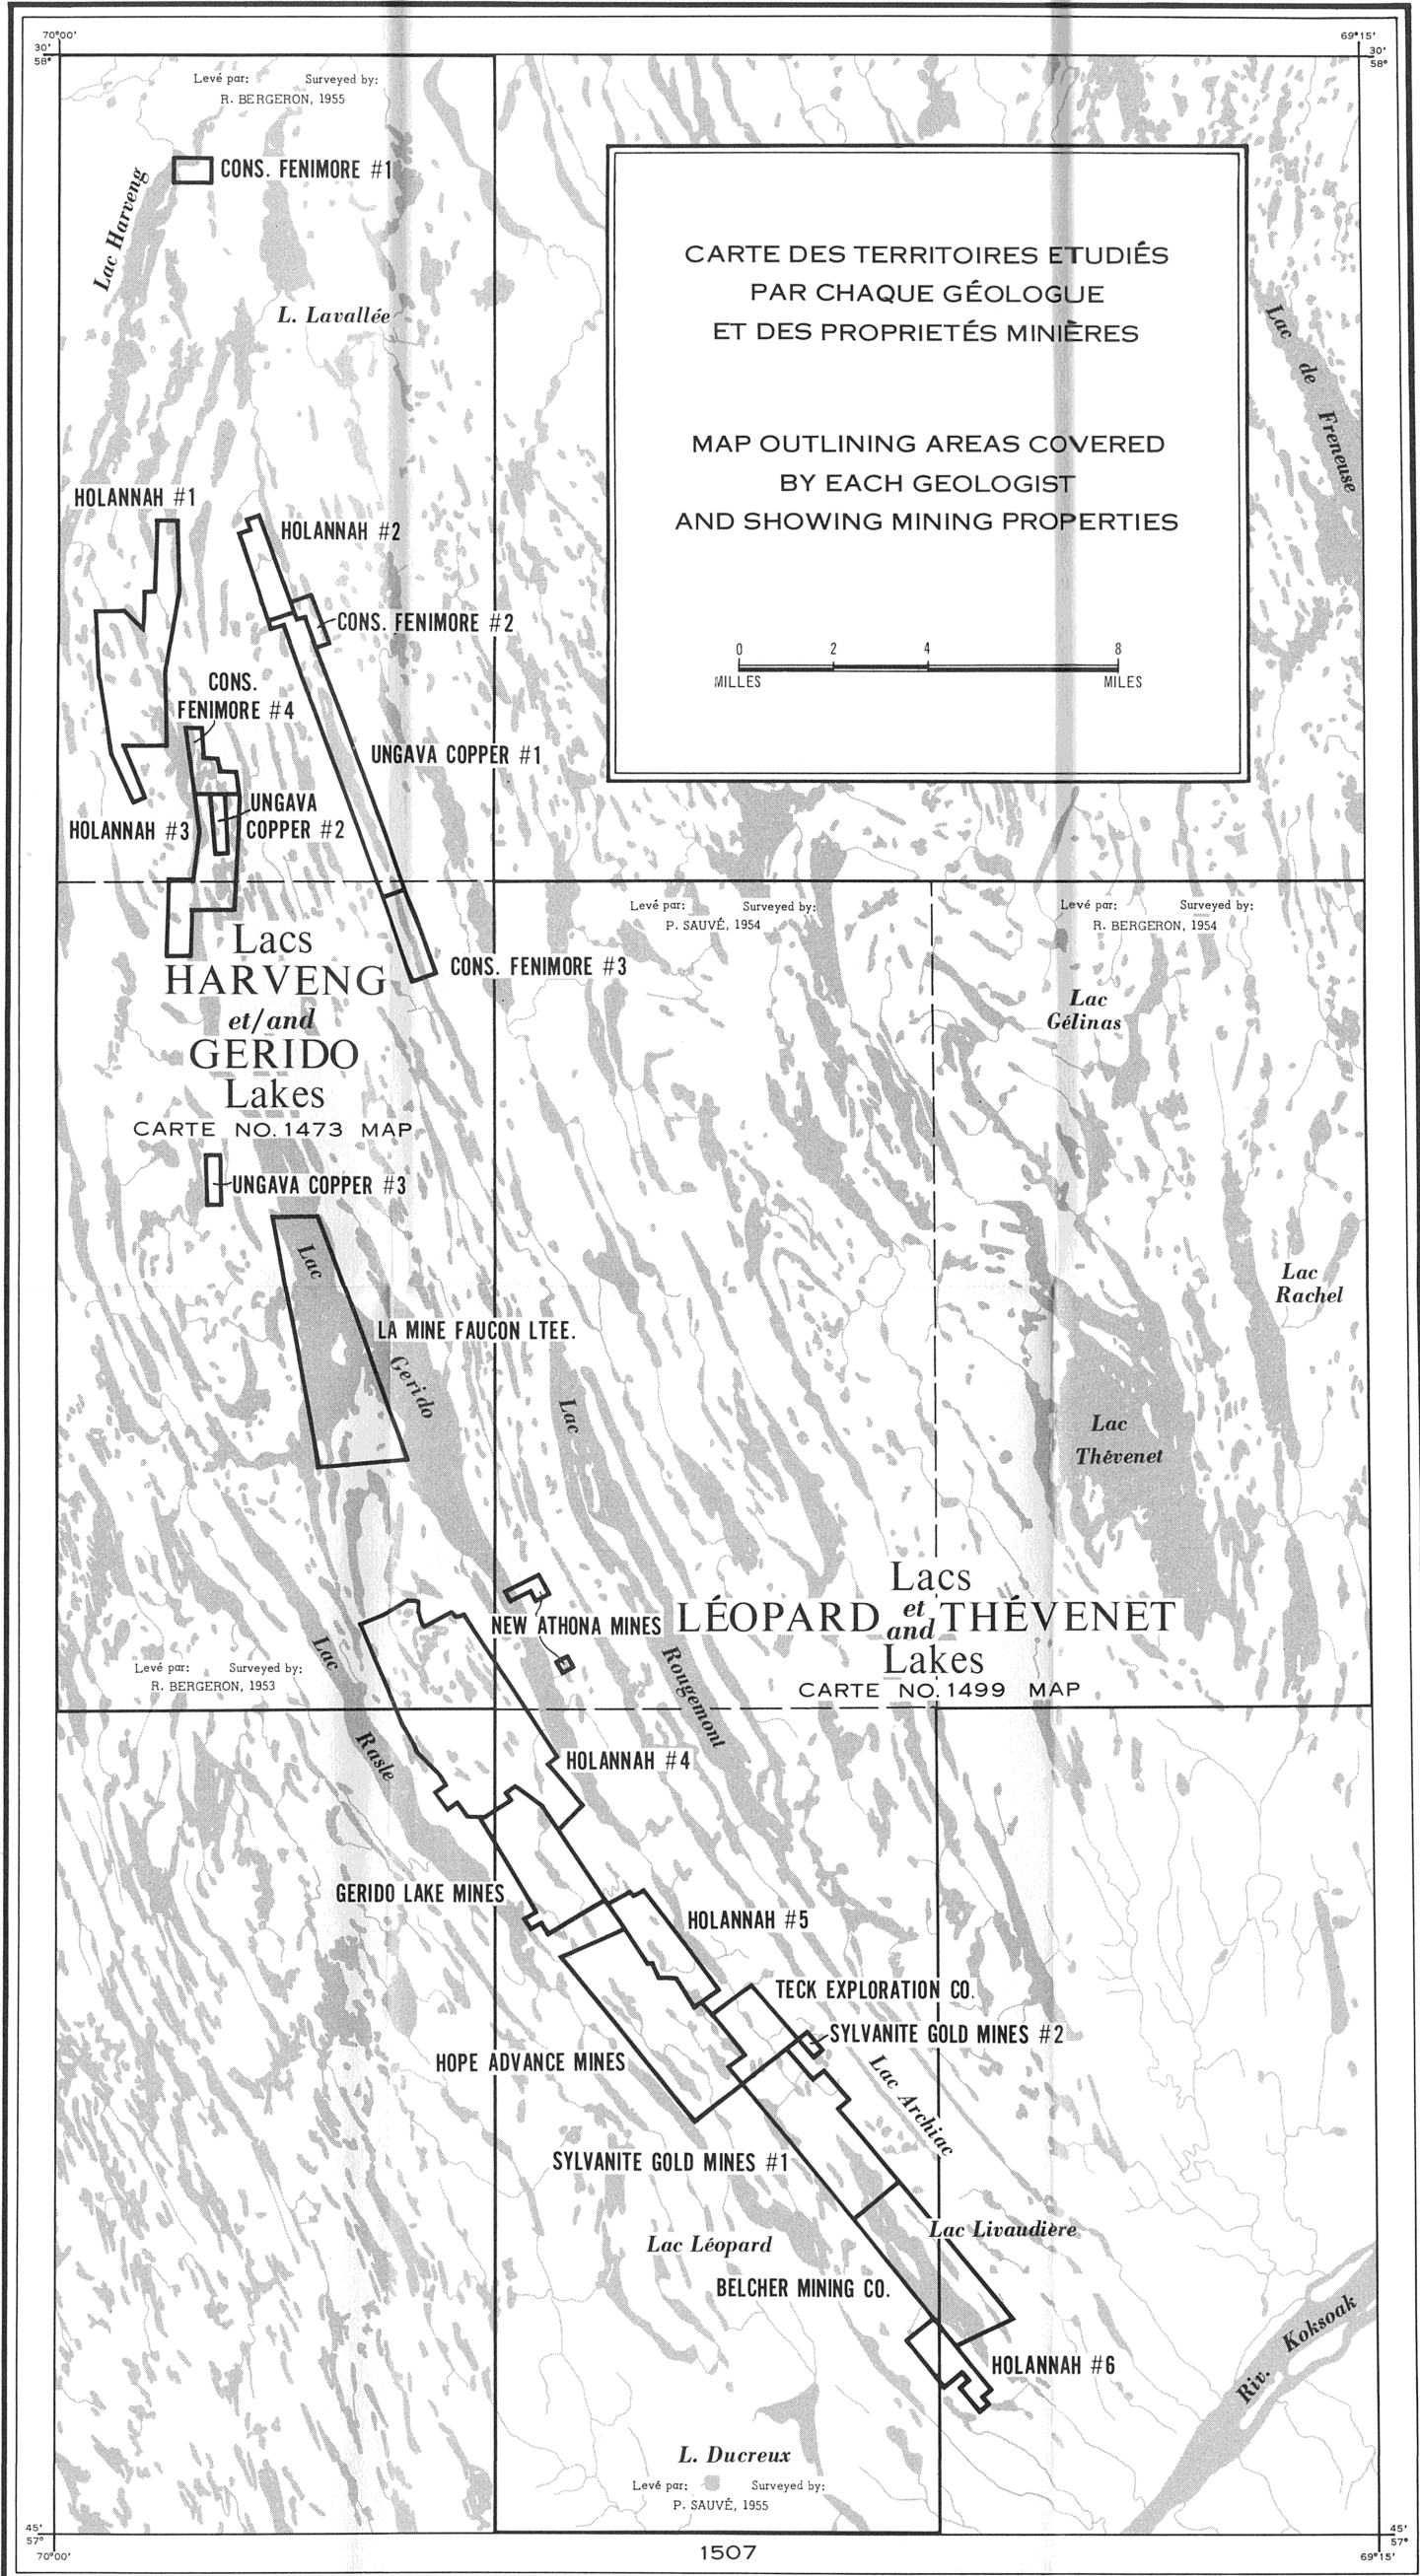 70°00'
30'
58°
69°15'
30'
58°
Levé par: Surveyed by:
R. BERGERON, 1955
CONS. FENIMORE #1
Lac Harveng
L. Lavallée
CARTE DES TERRITOIRES ETUDIÉS
PAR CHAQUE GÉOLOGUE
ET DES PROPRIETÉS MINIÈRES
MAP OUTLINING AREAS COVERED
BY EACH GEOLOGIST
AND SHOWING MINING PROPERTIES
0 2 4 8
MILLES MILES
Lac de Freneuse
HOLANNAH #1
HOLANNAH #2
CONS. FENIMORE #2
CONS.
FENIMORE #4
UNGAVA COPPER #1
UNGAVA
COPPER #2
HOLANNAH #3
Levé par: Surveyed by:
P. SAUVÉ, 1954
Levé par: Surveyed by:
R. BERGERON, 1954
CONS. FENIMORE #3
Lacs
HARVENG
et/and
GERIDO
Lakes
CARTE NO. 1473 MAP
Lac
Gélinas
UNGAVA COPPER #3
Lac Gerido
Lac
Rachel
LA MINE FAUCON LTEE.
Lac Rougemont
Lac
Thévenet
NEW ATHONA MINES
Lacs
LÉOPARD et and THÉVENET
Lakes
CARTE NO. 1499 MAP
Lac Rasle
Levé par: Surveyed by:
R. BERGERON, 1953
HOLANNAH #4
GERIDO LAKE MINES
HOLANNAH #5
TECK EXPLORATION CO.
SYLVANITE GOLD MINES #2
HOPE ADVANCE MINES
Lac Archiac
SYLVANITE GOLD MINES #1
Lac Livaudière
Lac Léopard
BELCHER MINING CO.
Riv. Koksoak
HOLANNAH #6
L. Ducreux
Levé par: Surveyed by:
P. SAUVÉ, 1955
45'
57°
70°00'
1507
45'
57°
69°15'